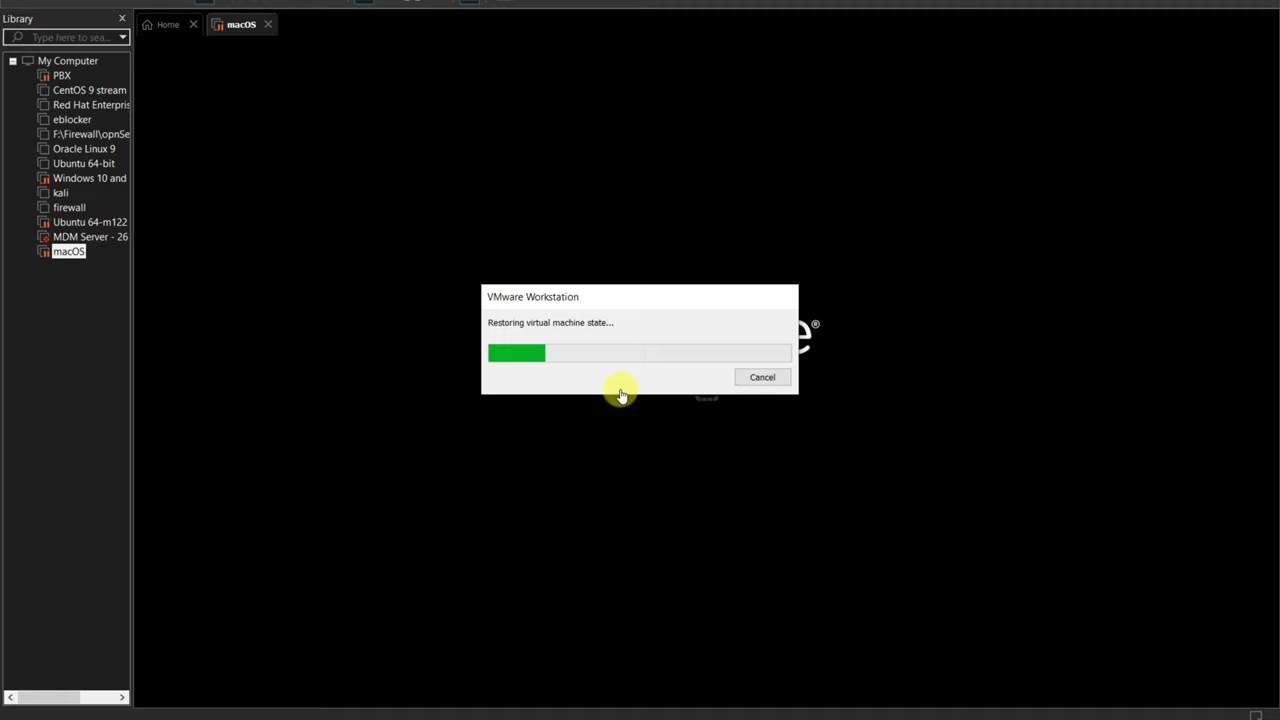 Library
Home
macOS
Type here to sea...
My Computer
PBX
CentOS 9 stream
Red Hat Enterpris
eblocker
F:\Firewall\opnSe
Oracle Linux 9
Ubuntu 64-bit
Windows 10 and
kali
firewall
Ubuntu 64-m122
MDM Server - 26
macOS
VMware Workstation
Restoring virtual machine state...
Cancel
e®